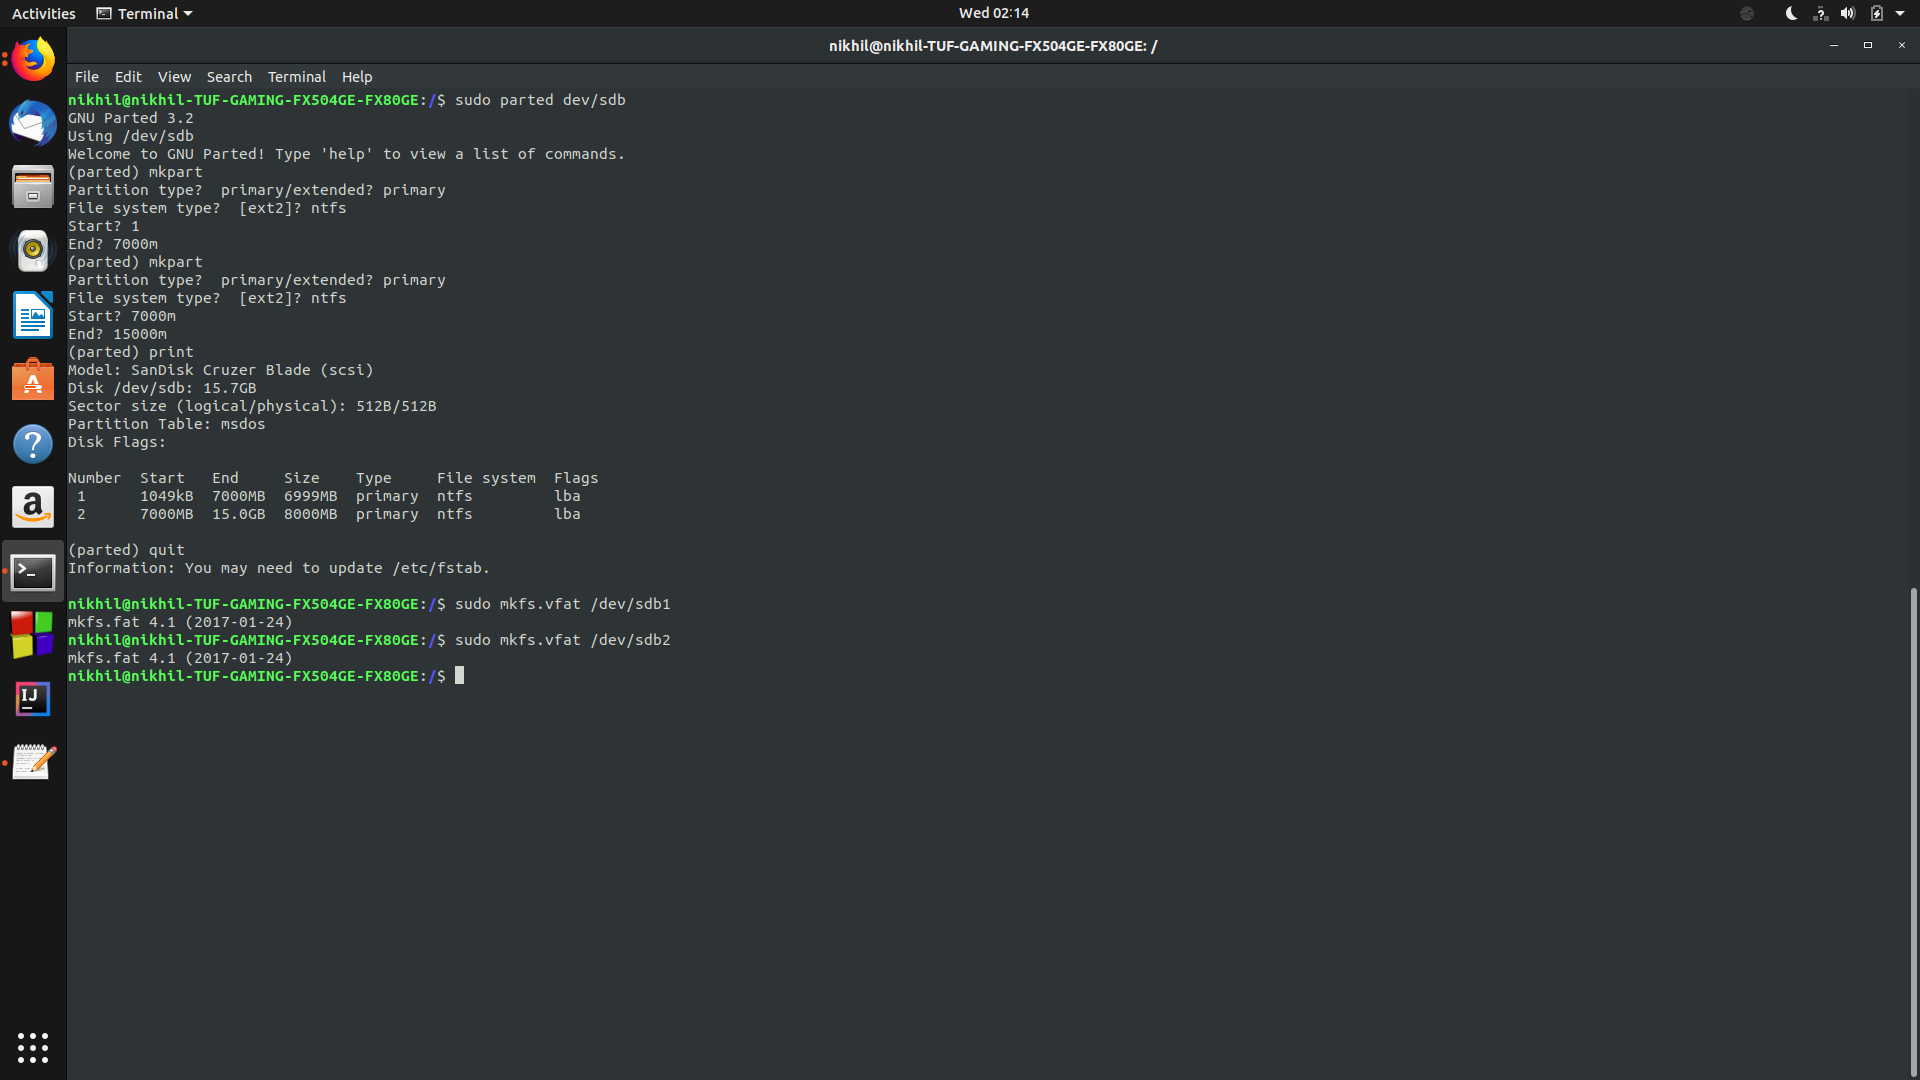 Activities Terminal Wed 02:14
nikhil@nikhil-TUF-GAMING-FX504GE-FX80GE: /
File Edit View Search Terminal Help
nikhil@nikhil-TUF-GAMING-FX504GE-FX80GE:/$ sudo parted dev/sdb
GNU Parted 3.2
Using /dev/sdb
Welcome to GNU Parted! Type 'help' to view a list of commands.
(parted) mkpart
Partition type?  primary/extended? primary
File system type?  [ext2]? ntfs
Start? 1
End? 7000m
(parted) mkpart
Partition type?  primary/extended? primary
File system type?  [ext2]? ntfs
Start? 7000m
End? 15000m
(parted) print
Model: SanDisk Cruzer Blade (scsi)
Disk /dev/sdb: 15.7GB
Sector size (logical/physical): 512B/512B
Partition Table: msdos
Disk Flags:
Number  Start   End     Size    Type     File system  Flags
 1      1049kB  7000MB  6999MB  primary  ntfs         lba
 2      7000MB  15.0GB  8000MB  primary  ntfs         lba
(parted) quit
Information: You may need to update /etc/fstab.
nikhil@nikhil-TUF-GAMING-FX504GE-FX80GE:/$ sudo mkfs.vfat /dev/sdb1
mkfs.fat 4.1 (2017-01-24)
nikhil@nikhil-TUF-GAMING-FX504GE-FX80GE:/$ sudo mkfs.vfat /dev/sdb2
mkfs.fat 4.1 (2017-01-24)
nikhil@nikhil-TUF-GAMING-FX504GE-FX80GE:/$